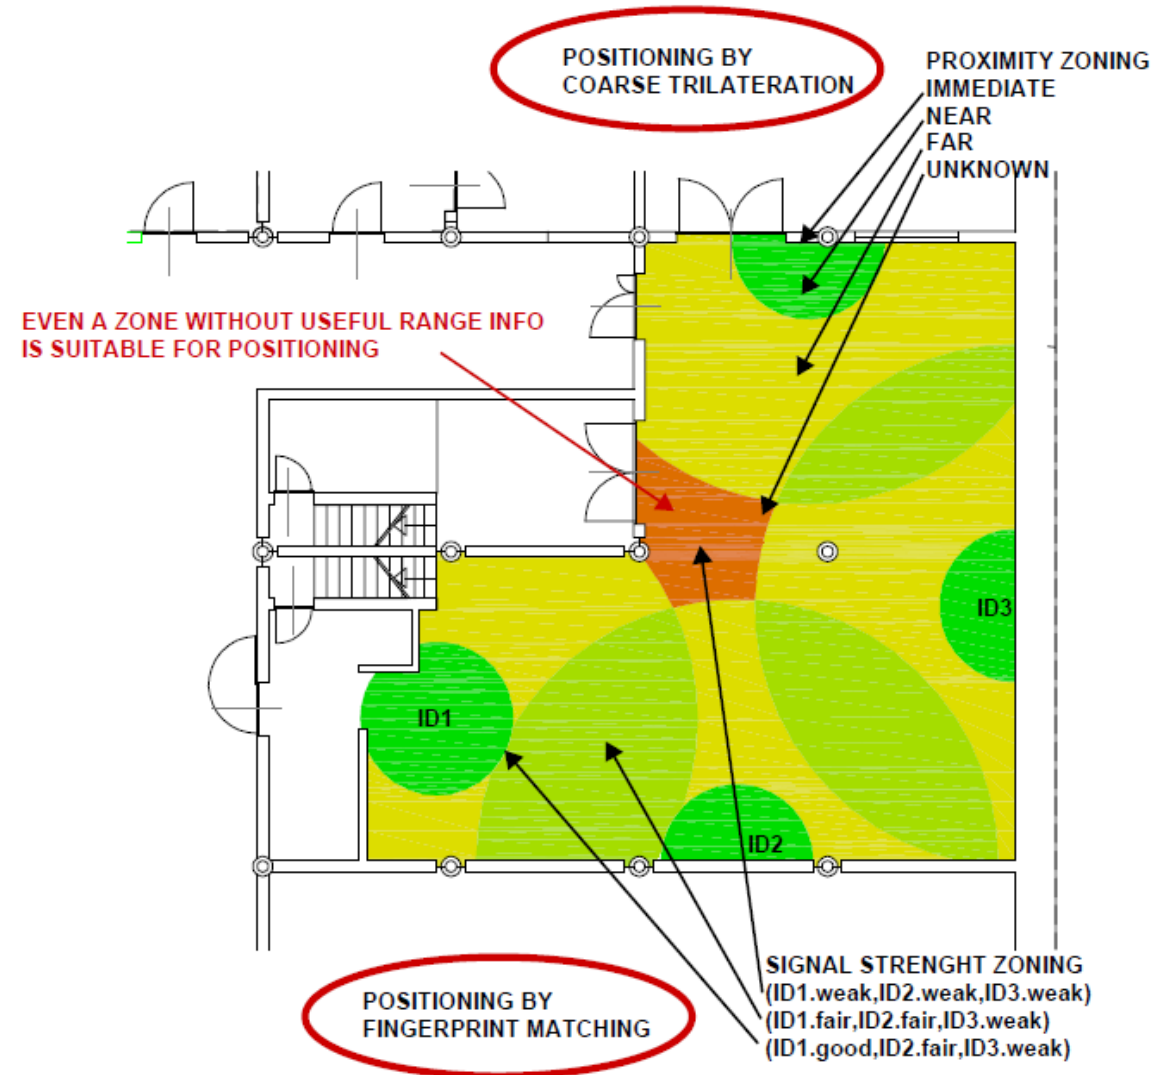 POSITIONING BY
COARSE TRILATERATION
PROXIMITY ZONING
IMMEDIATE
NEAR
FAR
UNKNOWN
EVEN A ZONE WITHOUT USEFUL RANGE INFO
IS SUITABLE FOR POSITIONING
ID3
ID1
ID2
POSITIONING BY
FINGERPRINT MATCHING
SIGNAL STRENGHT ZONING
(ID1.weak,ID2.weak,ID3.weak)
(ID1.fair,ID2.fair,ID3.weak)
(ID1.good,ID2.fair,ID3.weak)